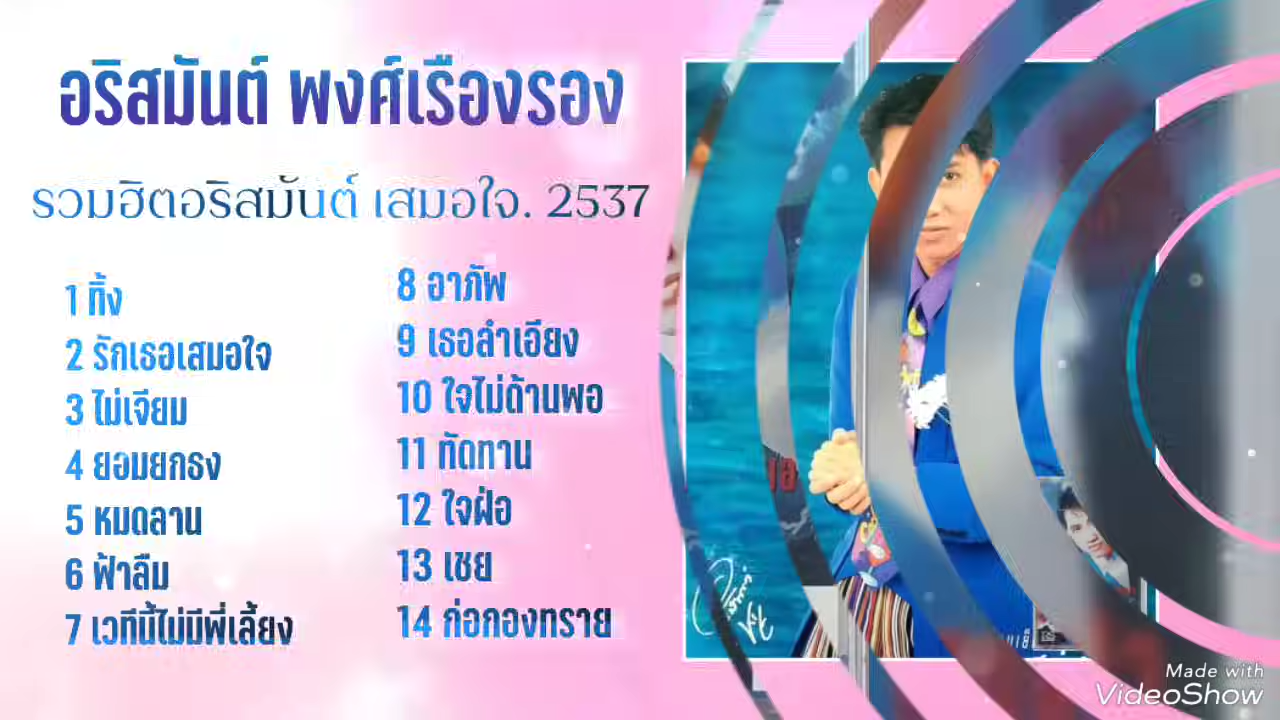 อริสมันต์ พงศ์เรืองรอง
รวมฮิตอริสมันต์ เสมอใจ. 2537
1 ทิ้ง
2 รักเธอเสมอใจ
3 ไม่เจียม
4 ยอมยกธง
5 หมดลาน
6 ฟ้าลืม
7 เวทีนี้ไม่มีพี่เลี้ยง
8 อาภัพ
9 เธอลำเอียง
10 ใจไม่ด้านพอ
11 ทัดทาน
12 ใจฝ่อ
13 เชย
14 ก่อกองทราย
Made with
VideoShow